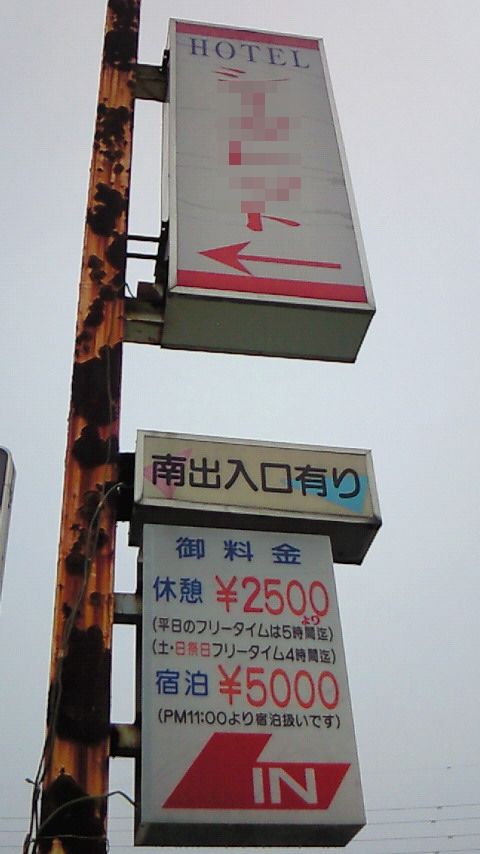 HOTEL
南出入口有り
御料金
休憩 ¥2500より
(平日のフリータイムは5時間迄)
(土・日祭日フリータイム4時間迄)
宿泊 ¥5000
(PM11:00より宿泊扱いです)
IN